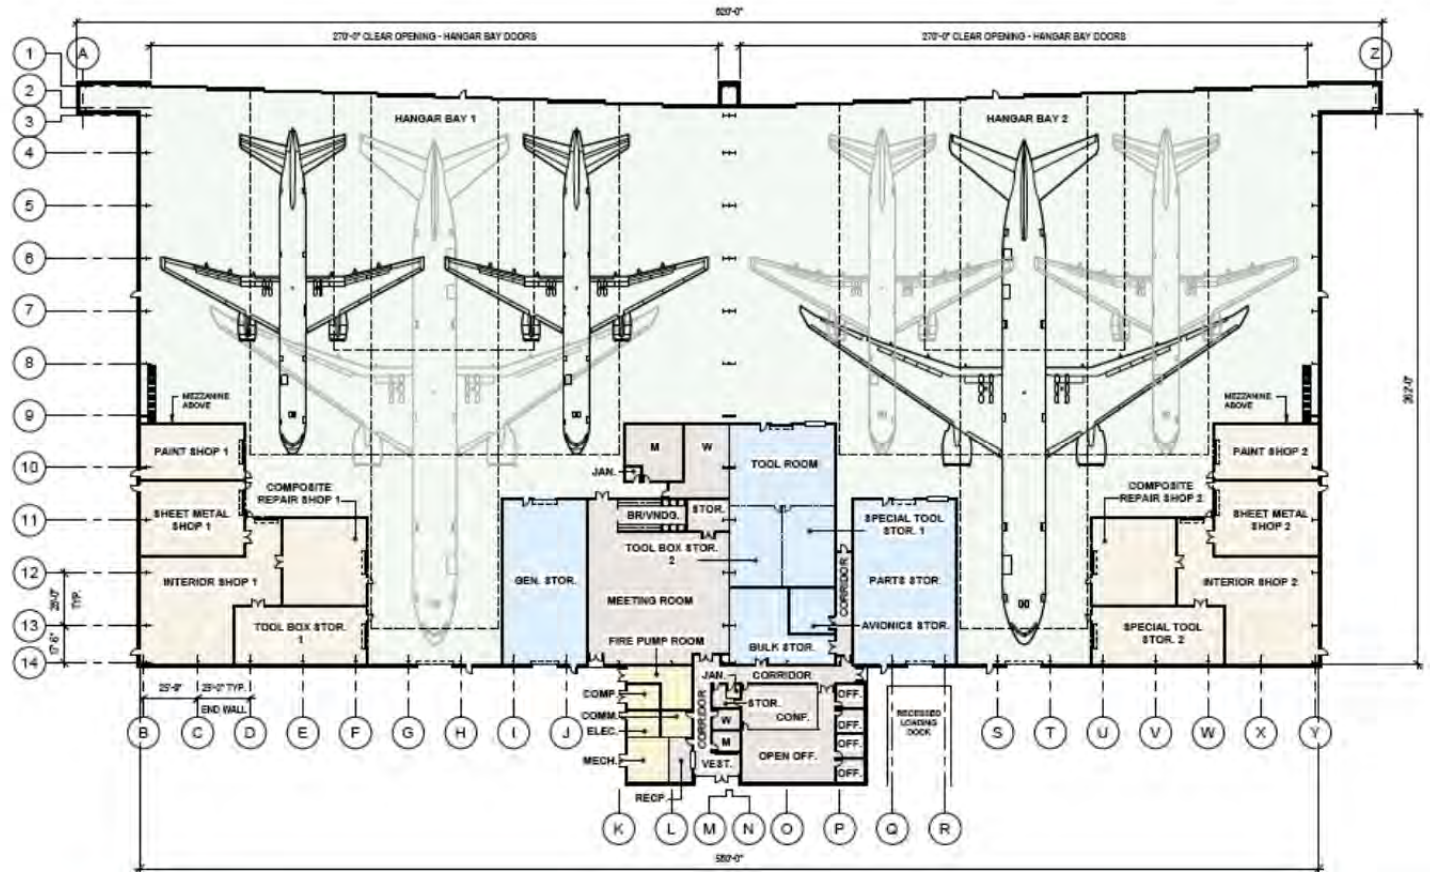 620'-0"
270'-0" CLEAR OPENING - HANGAR BAY DOORS
270'-0" CLEAR OPENING - HANGAR BAY DOORS
1
A
Z
2
3
HANGAR BAY 1
HANGAR BAY 2
4
5
6
7
8
9
MEZZANINE
ABOVE
MEZZANINE
ABOVE
PAINT SHOP 1
M
W
TOOL ROOM
PAINT SHOP 2
10
JAN.
COMPOSITE
REPAIR SHOP 1
COMPOSITE
REPAIR SHOP 2
11
SHEET METAL
SHOP 1
BR/VNDG.
STOR.
SPECIAL TOOL
STOR. 1
SHEET METAL
SHOP 2
TOOL BOX STOR.
2
12
INTERIOR SHOP 1
GEN. STOR.
CORRIDOR
PARTS STOR.
INTERIOR SHOP 2
25'-0"
TYP.
MEETING ROOM
13
TOOL BOX STOR.
1
AVIONICS STOR.
SPECIAL TOOL
STOR. 2
17'-6"
FIRE PUMP ROOM
BULK STOR.
14
JAN.
CORRIDOR
25'-0" TYP.
END WALL
COMP.
STOR.
OFF.
COMM.
CORRIDOR
W
CONF.
OFF.
RECESSED
LOADING
DOCK
ELEC.
M
OFF.
B
C
D
E
F
G
H
I
J
S
T
U
V
W
X
Y
MECH.
VEST.
OPEN OFF.
OFF.
RECP.
K
L
M
N
O
P
Q
R